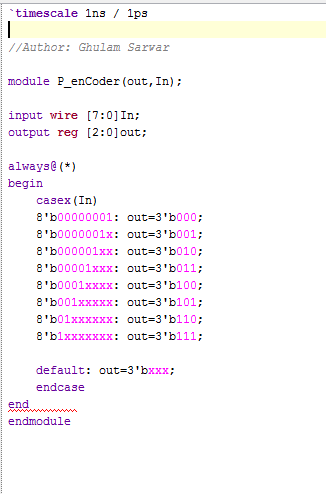 `timescale 1ns / 1ps
//Author: Ghulam Sarwar
module P_enCoder(out,In);
input wire [7:0]In;
output reg [2:0]out;
always@(*)
begin
casex(In)
8'b00000001: out=3'b000;
8'b0000001x: out=3'b001;
8'b000001xx: out=3'b010;
8'b00001xxx: out=3'b011;
8'b0001xxxx: out=3'b100;
8'b001xxxxx: out=3'b101;
8'b01xxxxxx: out=3'b110;
8'b1xxxxxxx: out=3'b111;
default: out=3'bxxx;
endcase
end
endmodule